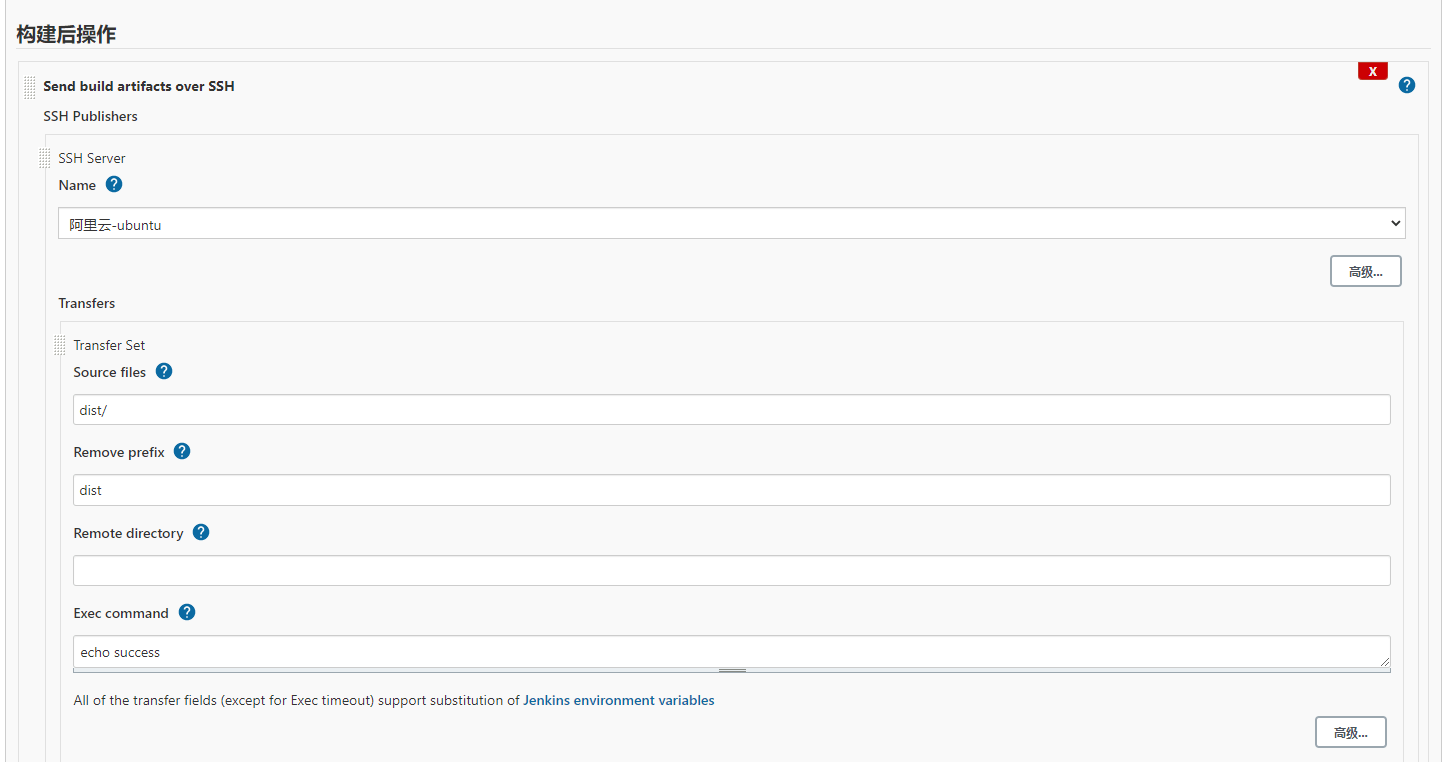 构建后操作
X
Send build artifacts over SSH
?
SSH Publishers
SSH Server
Name ?
阿里云-ubuntu
高级...
Transfers
Transfer Set
Source files ?
dist/
Remove prefix ?
dist
Remote directory ?
Exec command ?
echo success
All of the transfer fields (except for Exec timeout) support substitution of Jenkins environment variables
高级...